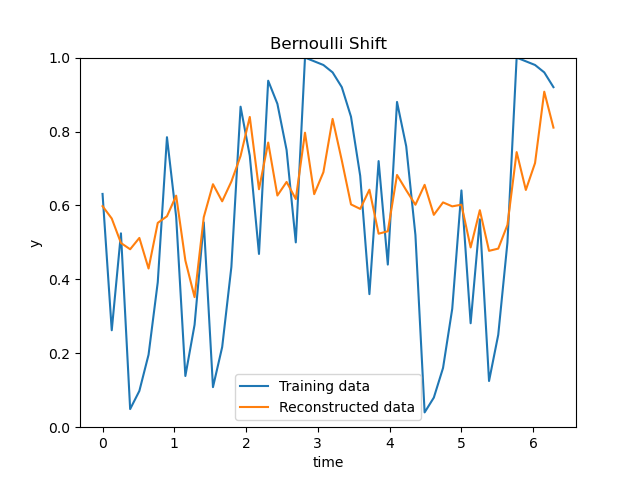 Bernoulli Shift
1.0
0.8
0.6
0.4
0.2
0.0
y
Training data
Reconstructed data
0 1 2 3 4 5 6
time